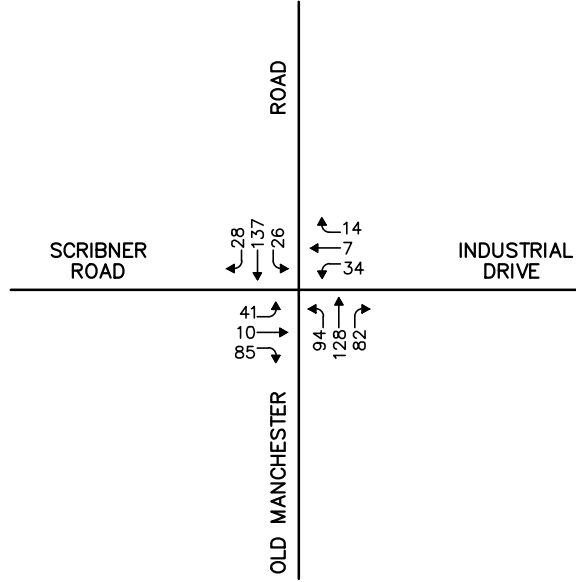 ROAD
28
137
26
14
7
34
SCRIBNER
ROAD
INDUSTRIAL
DRIVE
41
10
85
94
128
82
OLD MANCHESTER